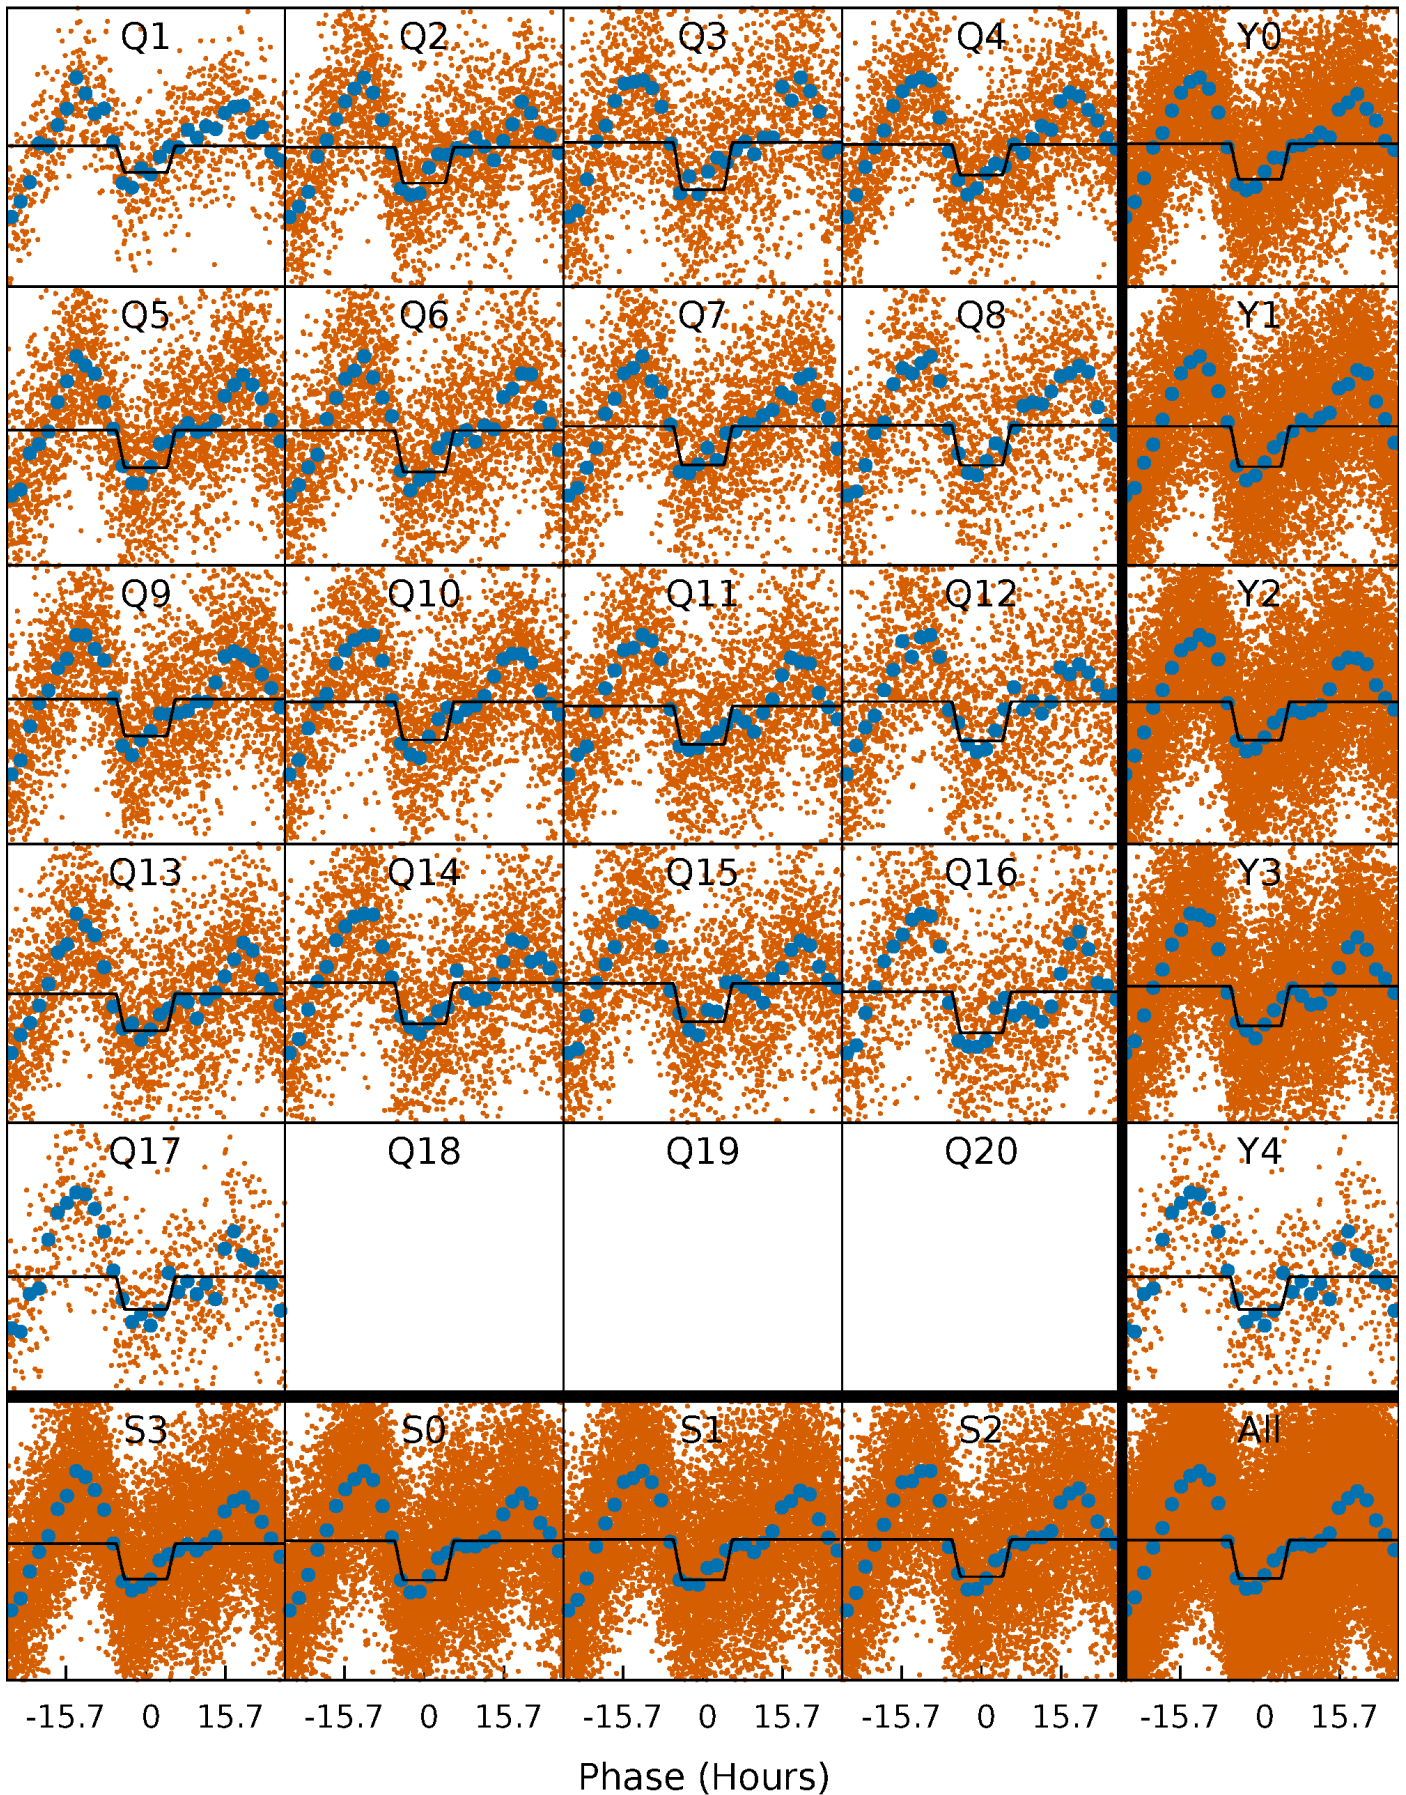 Q1 Q2 Q3 Q4 Y0
Q5 Q6 Q7 Q8 Y1
Q9 Q10 Q11 Q12 Y2
Q13 Q14 Q15 Q16 Y3
Q17 Q18 Q19 Q20 Y4
S3 S0 S1 S2 All
-15.7 0 15.7 -15.7 0 15.7 -15.7 0 15.7 -15.7 0 15.7 -15.7 0 15.7
Phase (Hours)